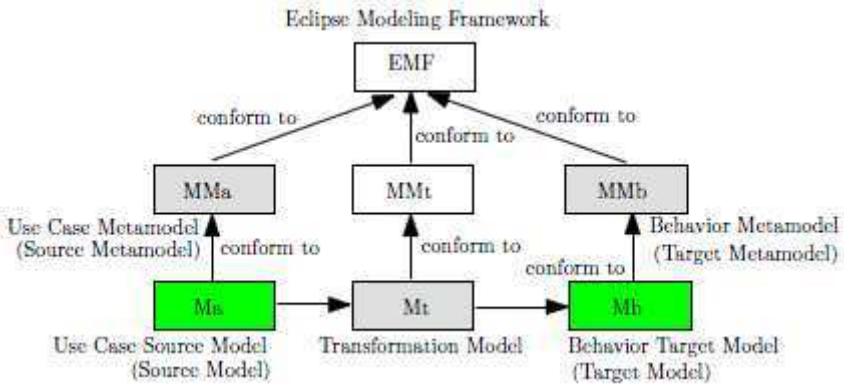 Eclipse Modeling Framework
EMF
conform to
conform to
conform to
MMa
MMt
MMb
Use Case Metamodel
(Source Metamodel)
conform to
conform to
Behavior Metamodel
(Target Metamodel)
conform to
Ma
Mt
Mb
Use Case Source Model
(Source Model)
Transformation Model
Behavior Target Model
(Target Model)